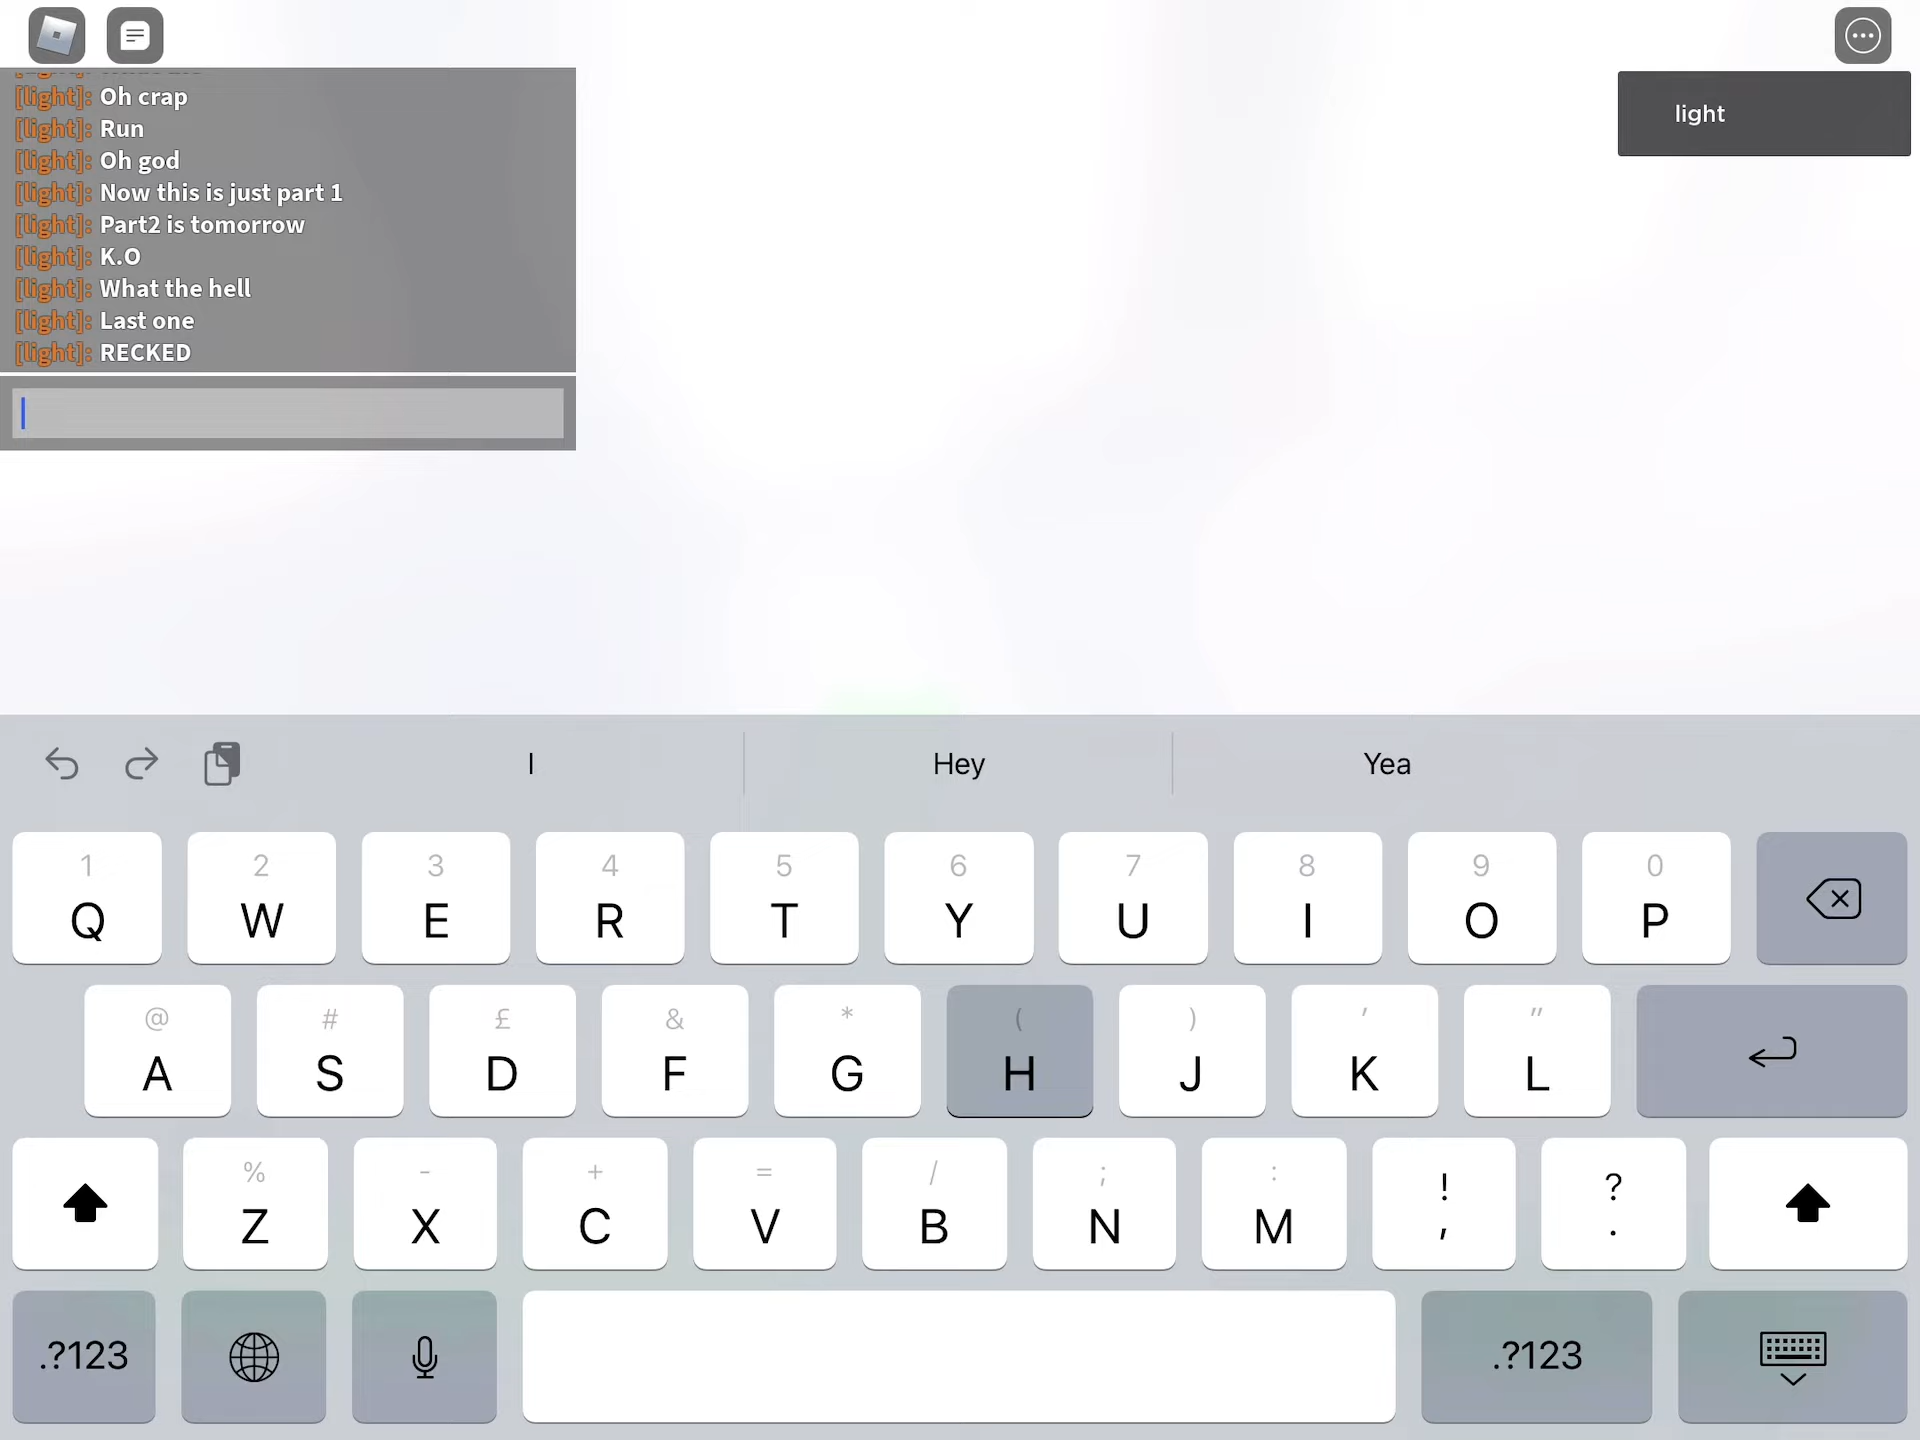 [light]: Oh crap
[light]: Run
[light]: Oh god
[light]: Now this is just part 1
[light]: Part2 is tomorrow
[light]: K.O
[light]: What the hell
[light]: Last one
[light]: RECKED
light
I Hey Yea
1 2 3 4 5 6 7 8 9 0
Q W E R T Y U I O P
@ # £ & * ( ) ' "
A S D F G H J K L
% - + = / ; : ! ?
Z X C V B N M , .
.?123 .?123